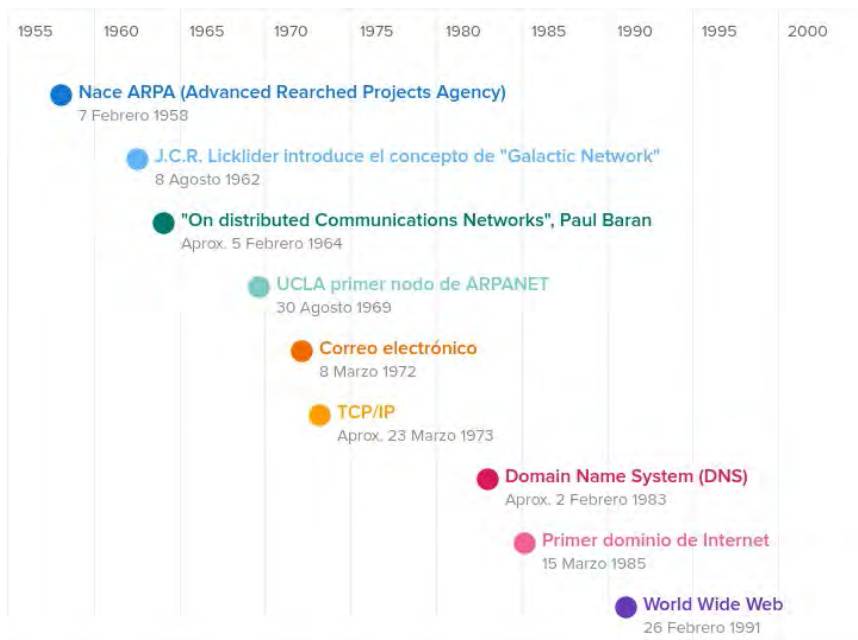 1955 1960 1965 1970 1975 1980 1985 1990 1995 2000
Nace ARPA (Advanced Rearched Projects Agency)
7 Febrero 1958
J.C.R. Licklider introduce el concepto de "Galactic Network"
8 Agosto 1962
"On distributed Communications Networks", Paul Baran
Aprox. 5 Febrero 1964
UCLA primer nodo de ARPANET
30 Agosto 1969
Correo electrónico
8 Marzo 1972
TCP/IP
Aprox. 23 Marzo 1973
Domain Name System (DNS)
Aprox. 2 Febrero 1983
Primer dominio de Internet
15 Marzo 1985
World Wide Web
26 Febrero 1991